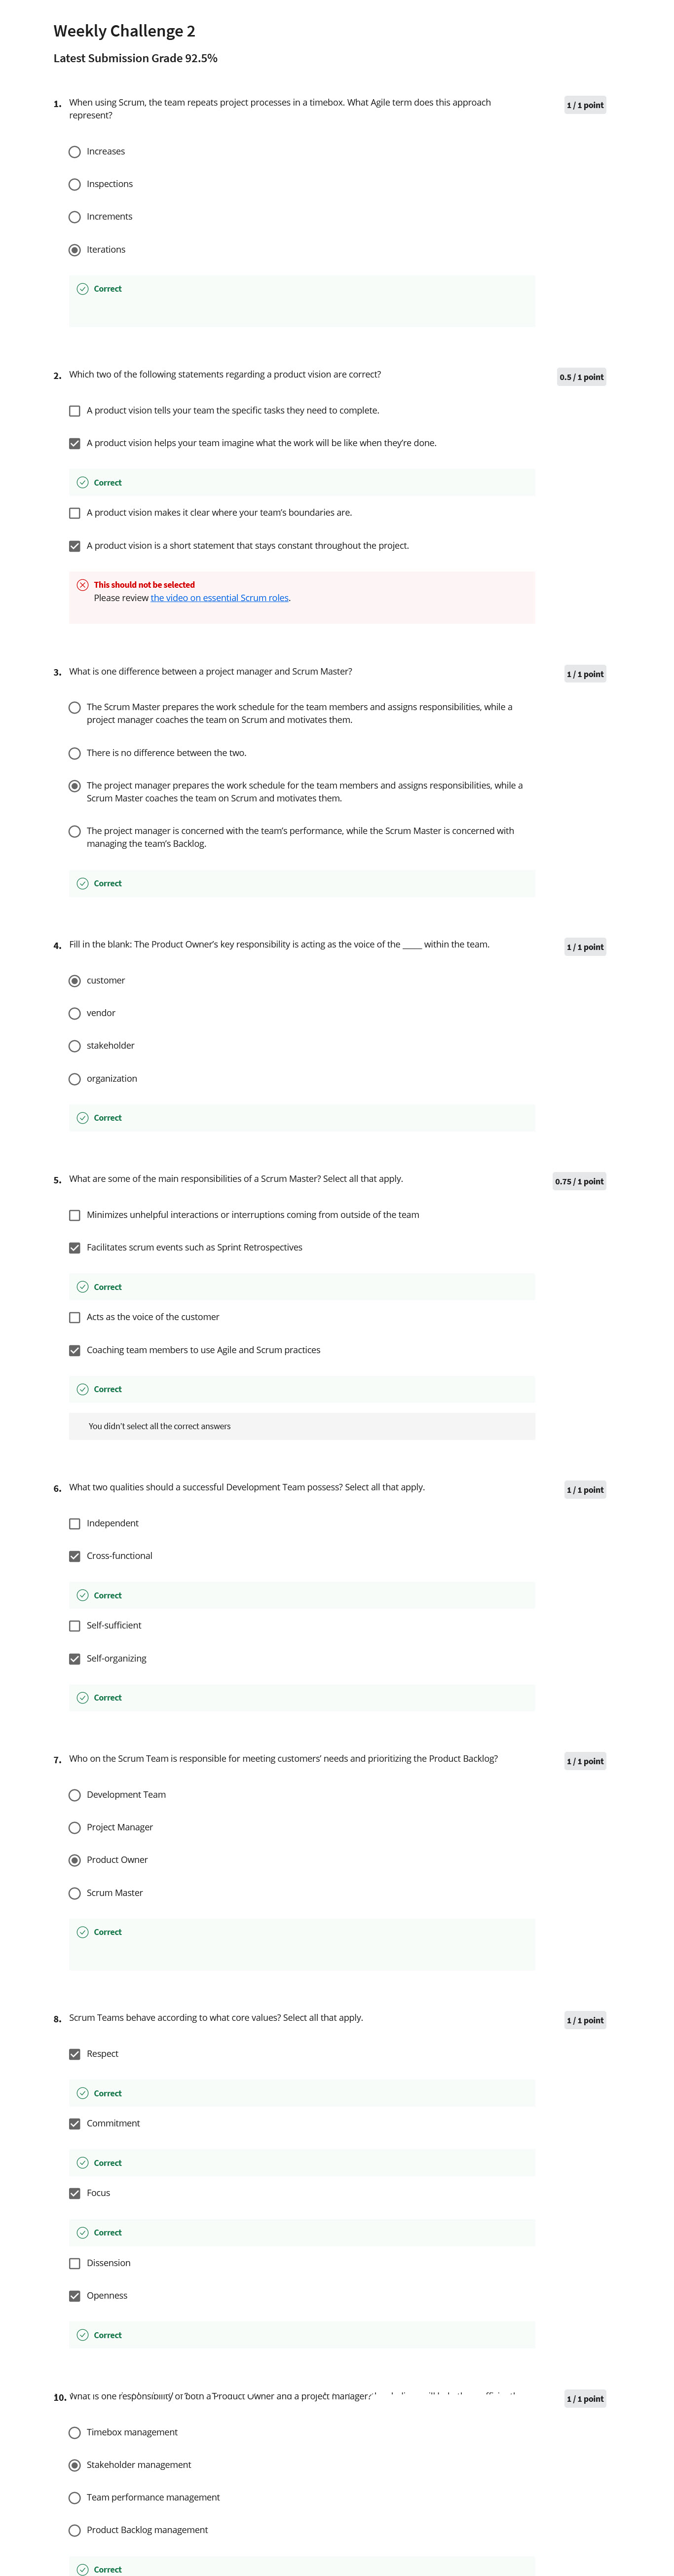 Weekly Challenge 2
Latest Submission Grade 92.5%
1. When using Scrum, the team repeats project processes in a timebox. What Agile term does this approach
represent?
1 / 1 point
Increases
Inspections
Increments
Iterations
Correct
2. Which two of the following statements regarding a product vision are correct?
0.5 / 1 point
A product vision tells your team the specific tasks they need to complete.
A product vision helps your team imagine what the work will be like when they're done.
Correct
A product vision makes it clear where your team's boundaries are.
A product vision is a short statement that stays constant throughout the project.
This should not be selected
Please review the video on essential Scrum roles.
3. What is one difference between a project manager and Scrum Master?
1 / 1 point
The Scrum Master prepares the work schedule for the team members and assigns responsibilities, while a
project manager coaches the team on Scrum and motivates them.
There is no difference between the two.
The project manager prepares the work schedule for the team members and assigns responsibilities, while a
Scrum Master coaches the team on Scrum and motivates them.
The project manager is concerned with the team's performance, while the Scrum Master is concerned with
managing the team's Backlog.
Correct
4. Fill in the blank: The Product Owner's key responsibility is acting as the voice of the ____ within the team.
1 / 1 point
customer
vendor
stakeholder
organization
Correct
5. What are some of the main responsibilities of a Scrum Master? Select all that apply.
0.75 / 1 point
Minimizes unhelpful interactions or interruptions coming from outside of the team
Facilitates scrum events such as Sprint Retrospectives
Correct
Acts as the voice of the customer
Coaching team members to use Agile and Scrum practices
Correct
You didn't select all the correct answers
6. What two qualities should a successful Development Team possess? Select all that apply.
1 / 1 point
Independent
Cross-functional
Correct
Self-sufficient
Self-organizing
Correct
7. Who on the Scrum Team is responsible for meeting customers' needs and prioritizing the Product Backlog?
1 / 1 point
Development Team
Project Manager
Product Owner
Scrum Master
Correct
8. Scrum Teams behave according to what core values? Select all that apply.
1 / 1 point
Respect
Correct
Commitment
Correct
Focus
Correct
Dissension
Openness
Correct
10. What is one responsibility of both a Product Owner and a project manager?
1 / 1 point
Timebox management
Stakeholder management
Team performance management
Product Backlog management
Correct